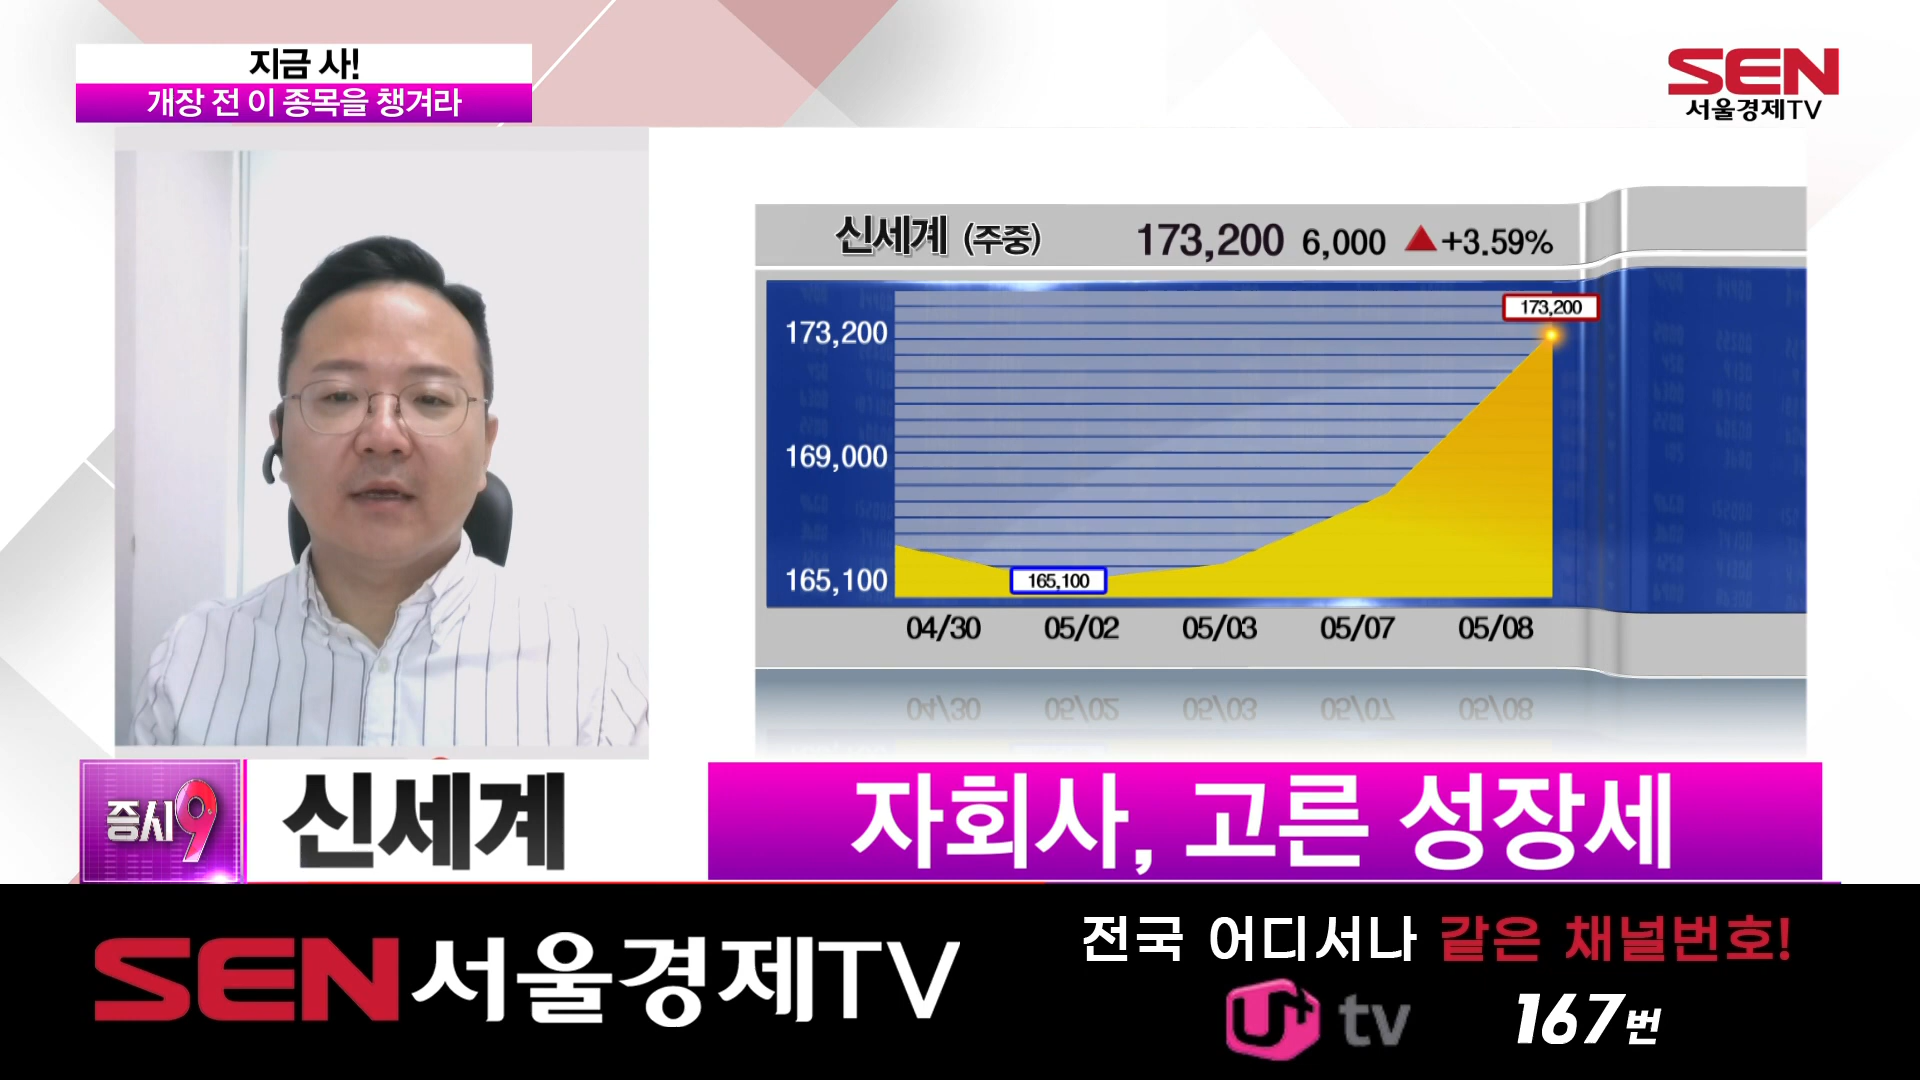 지금 사!
개장 전 이 종목을 챙겨라
SEN
서울경제TV
신세계 (주중) 173,200 6,000 ▲+3.59%
173,200
173,200
169,000
165,100
165,100
04/30 05/02 05/03 05/07 05/08
증시9
신세계
자회사, 고른 성장세
SEN서울경제TV
전국 어디서나 같은 채널번호!
U+ tv 167번